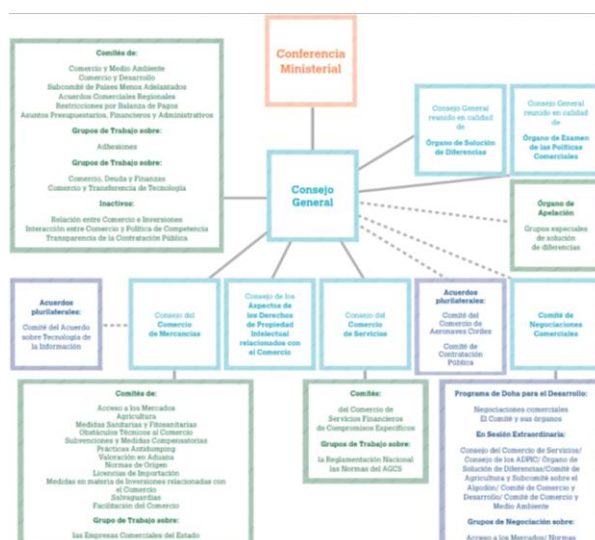 Conferencia
Ministerial
Comités de:
Comercio y Medio Ambiente
Comercio y Desarrollo
Subcomité de Países Menos Adelantados
Acuerdos Comerciales Regionales
Restricciones por Balanza de Pagos
Asuntos Presupuestarios, Financieros y Administrativos
Grupos de Trabajo sobre:
Adhesiones
Grupos de Trabajo sobre:
Comercio, Deuda y Finanzas
Comercio y Transferencia de Tecnología
Inactivos:
Relación entre Comercio e Inversiones
Interacción entre Comercio y Política de Competencia
Transparencia de la Contratación Pública
Consejo General
reunido en calidad
de
Órgano de Solución
de Diferencias
Consejo General
reunido en calidad
de
Órgano de Examen
de las Políticas
Comerciales
Consejo
General
Órgano de
Apelación
Grupos especiales
de solución
de diferencias
Acuerdos
plurilaterales:
Comité del Acuerdo
sobre Tecnología de
la Información
Consejo del
Comercio
de Mercancías
Consejo de los
Aspectos de
los Derechos
de Propiedad
Intelectual
relacionados con
el Comercio
Consejo del
Comercio
de Servicios
Acuerdos
plurilaterales:
Comité del
Comercio de
Aeronaves Civiles
Comité de
Contratación
Pública
Comité de
Negociaciones
Comerciales
Comités de:
Acceso a los Mercados
Agricultura
Medidas Sanitarias y Fitosanitarias
Obstáculos Técnicos al Comercio
Subvenciones y Medidas Compensatorias
Prácticas Antidumping
Valoración en Aduana
Normas de Origen
Licencias de Importación
Medidas en materia de Inversiones relacionadas con
el Comercio
Salvaguardias
Facilitación del Comercio
Grupo de Trabajo sobre:
las Empresas Comerciales del Estado
Comités:
del Comercio de
Servicios Financieros
de Compromisos Específicos
Grupos de Trabajo sobre:
la Reglamentación Nacional
las Normas del AGCS
Programa de Doha para el Desarrollo:
Negociaciones comerciales
El Comité y sus órganos
En Sesión Extraordinaria:
Consejo del Comercio de Servicios/
Consejo de los ADPIC/ Órgano de
Solución de Diferencias/Comité de
Agricultura y Subcomité sobre el
Algodón/ Comité de Comercio y
Desarrollo/ Comité de Comercio y
Medio Ambiente
Grupos de Negociación sobre:
Acceso a los Mercados/ Normas